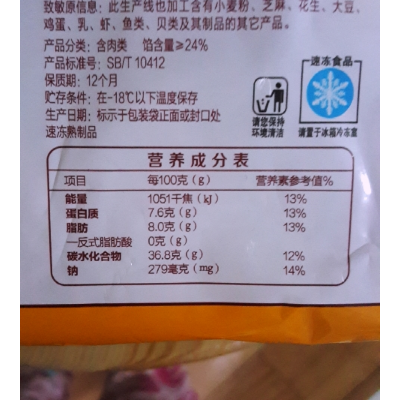 致敏原信息：此生产线也加工含有小麦粉、芝麻、花生、大豆、
鸡蛋、乳、虾、鱼类、贝类及其制品的其它产品。
产品分类：含肉类 馅含量≥24%
产品标准号：SB/T 10412
保质期：12个月
贮存条件：在-18℃以下温度保存
生产日期：标示于包装袋正面或封口处
速冻熟制品
请您保持
环境清洁
速冻食品
请置于冰箱冷冻室
营养成分表
项目 每100克(g) 营养素参考值%
能量 1051千焦(kJ) 13%
蛋白质 7.6克(g) 13%
脂肪 8.0克(g) 13%
—反式脂肪酸 0克(g)
碳水化合物 36.8克(g) 12%
钠 279毫克(mg) 14%